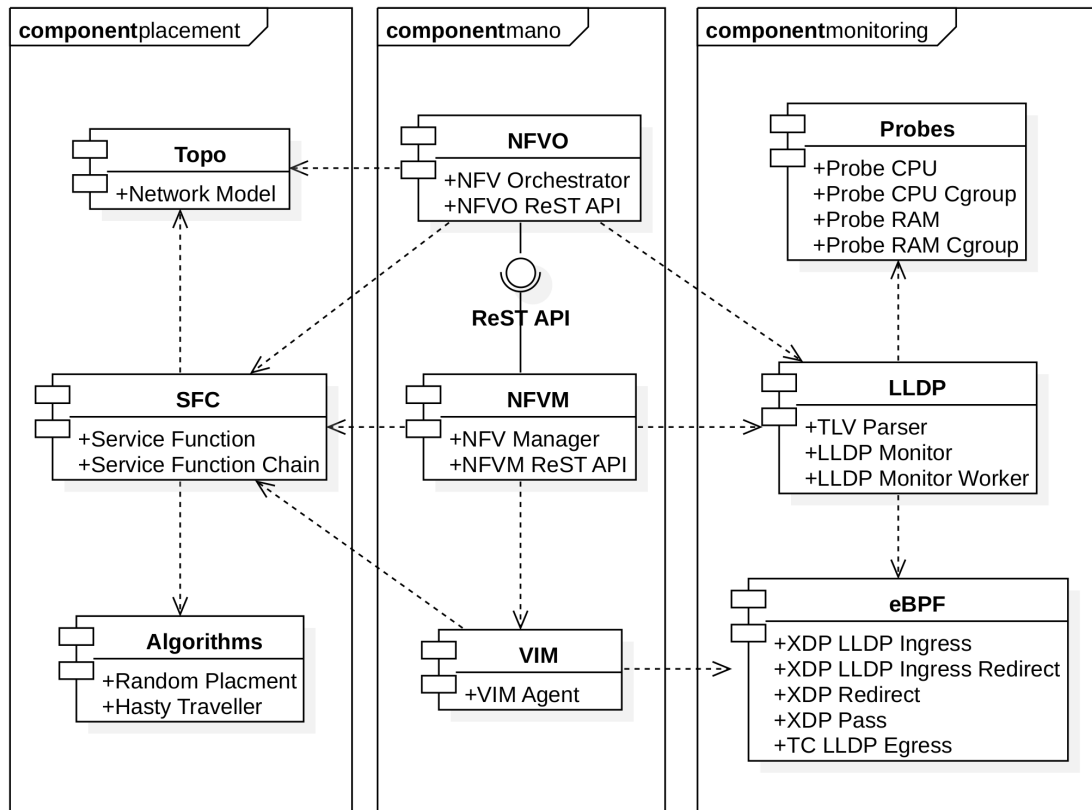 componentplacement
Topo
+Network Model
SFC
+Service Function
+Service Function Chain
Algorithms
+Random Placment
+Hasty Traveller
componentmano
NFVO
+NFV Orchestrator
+NFVO ReST API
ReST API
NFVM
+NFV Manager
+NFVM ReST API
VIM
+VIM Agent
componentmonitoring
Probes
+Probe CPU
+Probe CPU Cgroup
+Probe RAM
+Probe RAM Cgroup
LLDP
+TLV Parser
+LLDP Monitor
+LLDP Monitor Worker
eBPF
+XDP LLDP Ingress
+XDP LLDP Ingress Redirect
+XDP Redirect
+XDP Pass
+TC LLDP Egress